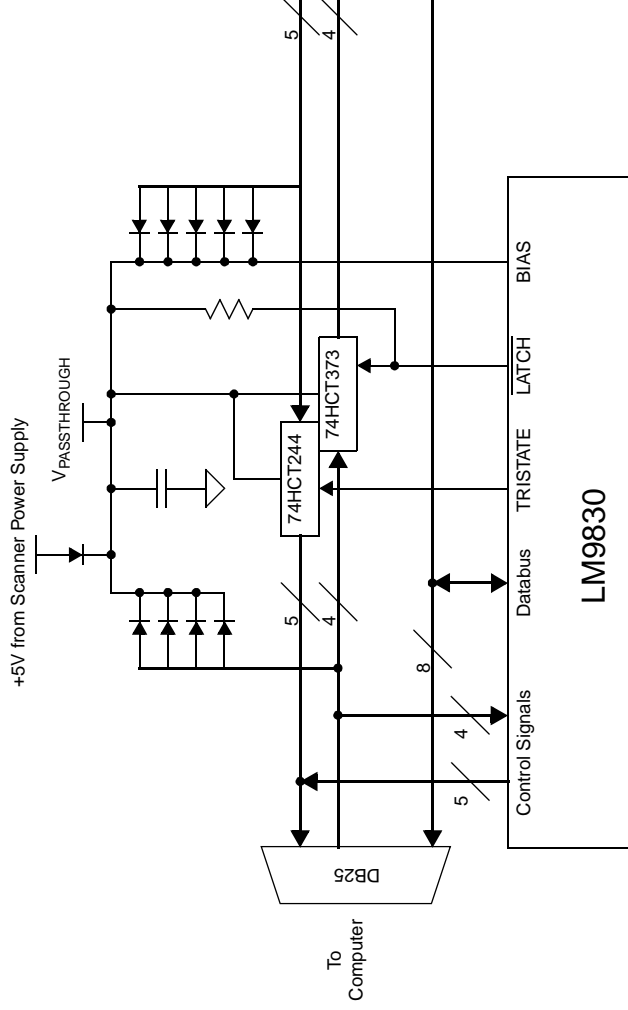 +5V from Scanner Power Supply
VPASSTHROUGH
5
4
5
4
74HCT244
74HCT373
8
4
5
DB25
To
Computer
Control Signals
Databus
TRISTATE
LATCH
BIAS
LM9830